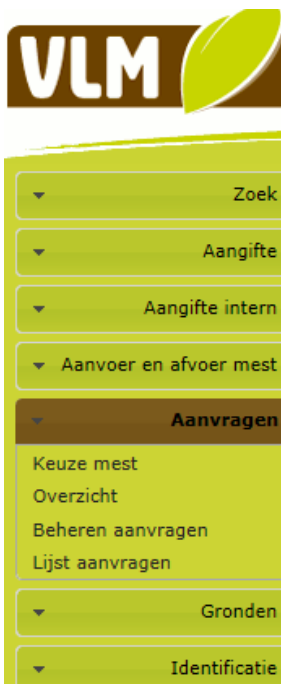 VLM
Zoek
Aangifte
Aangifte intern
Aanvoer en afvoer mest
Aanvragen
Keuze mest
Overzicht
Beheren aanvragen
Lijst aanvragen
Gronden
Identificatie